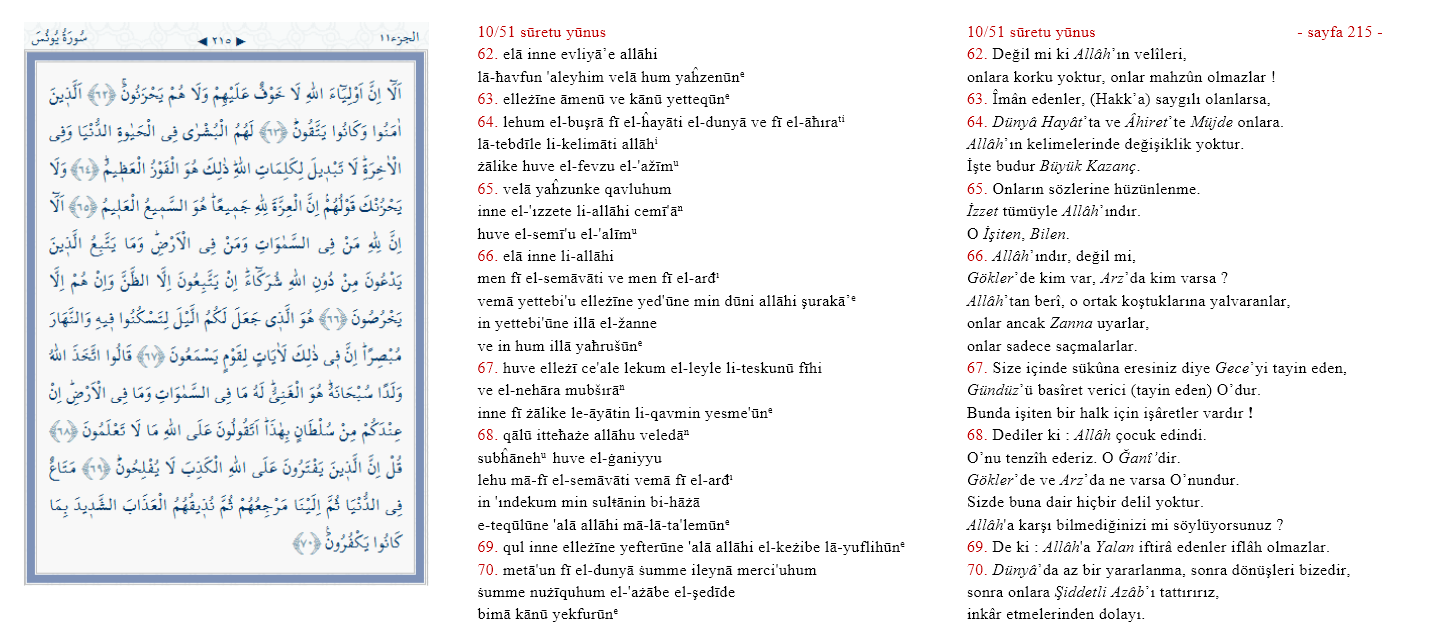 سُورَةُ يُونُسَ
◀ ٢١٥ ▶
الجزء١١
اَلَٓا اِنَّ اَوْلِيَٓاءَ اللّٰهِ لَا خَوْفٌ عَلَيْهِمْ وَلَا هُمْ يَحْزَنُونَۚ ﴿٦٢﴾ اَلَّذ۪ينَ
اٰمَنُوا وَكَانُوا يَتَّقُونَۜ ﴿٦٣﴾ لَهُمُ الْبُشْرٰى فِي الْحَيٰوةِ الدُّنْيَا وَفِي
الْاٰخِرَةِۜ لَا تَبْد۪يلَ لِكَلِمَاتِ اللّٰهِۜ ذٰلِكَ هُوَ الْفَوْزُ الْعَظ۪يمُۜ ﴿٦٤﴾ وَلَا
يَحْزُنْكَ قَوْلُهُمْۢ اِنَّ الْعِزَّةَ لِلّٰهِ جَم۪يعًاۜ هُوَ السَّم۪يعُ الْعَل۪يمُ ﴿٦٥﴾ اَلَٓا
اِنَّ لِلّٰهِ مَنْ فِي السَّمٰوَاتِ وَمَنْ فِي الْاَرْضِۜ وَمَا يَتَّبِعُ الَّذ۪ينَ
يَدْعُونَ مِنْ دُونِ اللّٰهِ شُرَكَٓاءَۜ اِنْ يَتَّبِعُونَ اِلَّا الظَّنَّ وَاِنْ هُمْ اِلَّا
يَخْرُصُونَ ﴿٦٦﴾ هُوَ الَّذ۪ي جَعَلَ لَكُمُ الَّيْلَ لِتَسْكُنُوا ف۪يهِ وَالنَّهَارَ
مُبْصِرًاۜ اِنَّ ف۪ي ذٰلِكَ لَاٰيَاتٍ لِقَوْمٍ يَسْمَعُونَ ﴿٦٧﴾ قَالُوا اتَّخَذَ اللّٰهُ
وَلَدًا سُبْحَانَهُۜ هُوَ الْغَنِيُّۜ لَهُ مَا فِي السَّمٰوَاتِ وَمَا فِي الْاَرْضِۜ اِنْ
عِنْدَكُمْ مِنْ سُلْطَانٍ بِهٰذَاۜ اَتَقُولُونَ عَلَى اللّٰهِ مَا لَا تَعْلَمُونَ ﴿٦٨﴾
قُلْ اِنَّ الَّذ۪ينَ يَفْتَرُونَ عَلَى اللّٰهِ الْكَذِبَ لَا يُفْلِحُونَۜ ﴿٦٩﴾ مَتَاعٌ
فِي الدُّنْيَا ثُمَّ اِلَيْنَا مَرْجِعُهُمْ ثُمَّ نُذ۪يقُهُمُ الْعَذَابَ الشَّد۪يدَ بِمَا
كَانُوا يَكْفُرُونَ۟ ﴿٧٠﴾
10/51 sūretu yūnus
62. elā inne evliyā’e allāhi
lā-ħavfun 'aleyhim velā hum yaĥzenūnᵉ
63. elleżīne āmenū ve kānū yetteqūnᵉ
64. lehum el-buşrā fī el-ĥayāti el-dunyā ve fī el-āħıraᵗⁱ
lā-tebdīle li-kelimāti allāhⁱ
żālike huve el-fevzu el-'ažīmᵘ
65. velā yaĥzunke qavluhum
inne el-'ızzete li-allāhi cemī'āⁿ
huve el-semī'u el-'alīmᵘ
66. elā inne li-allāhi
men fī el-semāvāti ve men fī el-arđᶦ
vemā yettebi'u elleżīne yed'ūne min dūni allāhi şurakā’ᵉ
in yettebi'ūne illā el-žanne
ve in hum illā yaħrušūnᵉ
67. huve elleżī ce'ale lekum el-leyle li-teskunū fīhi
ve el-nehāra mubšırāⁿ
inne fī żālike le-āyātin li-qavmin yesme'ūnᵉ
68. qālū itteħaże allāhu veledāⁿ
subĥānehᵘ huve el-ġaniyyu
lehu mā-fī el-semāvāti vemā fī el-arđᶦ
in 'ındekum min sulŧānin bi-hāżā
e-teqūlūne 'alā allāhi mā-lā-ta'lemūnᵉ
69. qul inne elleżīne yefterūne 'alā allāhi el-keżibe lā-yuflihūnᵉ
70. metā'un fī el-dunyā śumme ileynā merci'uhum
śumme nużīquhum el-'ażābe el-şedīde
bimā kānū yekfurūnᵉ
10/51 sūretu yūnus - sayfa 215 -
62. Değil mi ki Allâh’ın velîleri,
onlara korku yoktur, onlar mahzûn olmazlar !
63. Îmân edenler, (Hakk’a) saygılı olanlarsa,
64. Dünyâ Hayât’ta ve Âhiret’te Müjde onlara.
Allâh’ın kelimelerinde değişiklik yoktur.
İşte budur Büyük Kazanç.
65. Onların sözlerine hüzünlenme.
İzzet tümüyle Allâh’ındır.
O İşiten, Bilen.
66. Allâh’ındır, değil mi,
Gökler’de kim var, Arz’da kim varsa ?
Allâh’tan berî, o ortak koştuklarına yalvaranlar,
onlar ancak Zanna uyarlar,
onlar sadece saçmalarlar.
67. Size içinde sükûna eresiniz diye Gece’yi tayin eden,
Gündüz’ü basîret verici (tayin eden) O’dur.
Bunda işiten bir halk için işâretler vardır !
68. Dediler ki : Allâh çocuk edindi.
O’nu tenzîh ederiz. O Ğanî’dir.
Gökler’de ve Arz’da ne varsa O’nundur.
Sizde buna dair hiçbir delil yoktur.
Allâh'a karşı bilmediğinizi mi söylüyorsunuz ?
69. De ki : Allâh'a Yalan iftirâ edenler iflâh olmazlar.
70. Dünyâ’da az bir yararlanma, sonra dönüşleri bizedir,
sonra onlara Şiddetli Azâb’ı tattırırız,
inkâr etmelerinden dolayı.